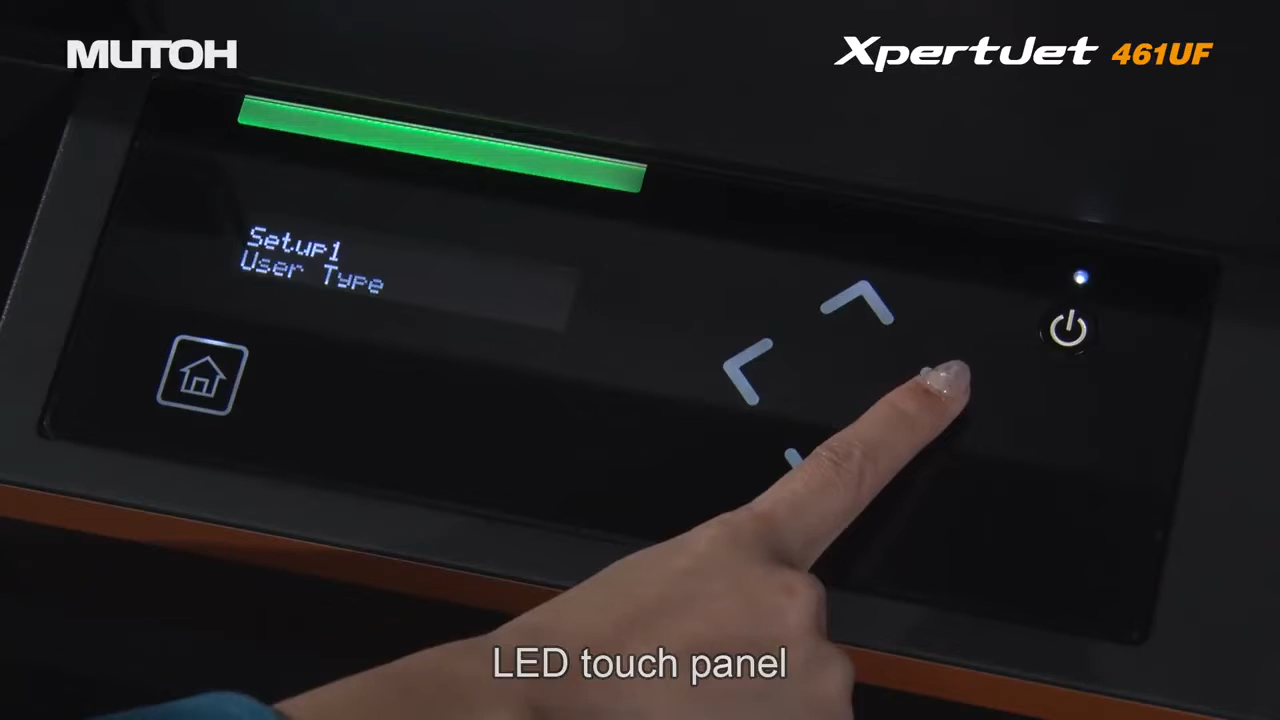 MUTOH
XpertJet 461UF
Setup1
User Type
LED touch panel